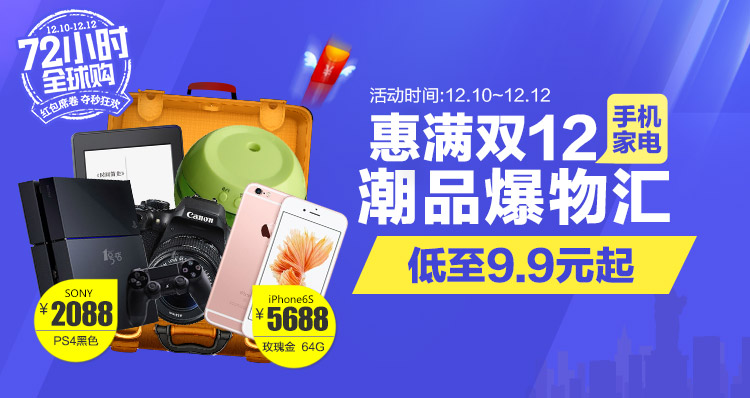 12.10-12.12
72小时
全球购
红包席卷 夺秒狂欢
活动时间:12.10~12.12
惠满双12
手机
家电
潮品爆物汇
低至9.9元起
Canon
SONY
¥2088
PS4黑色
iPhone6S
¥5688
玫瑰金 64G